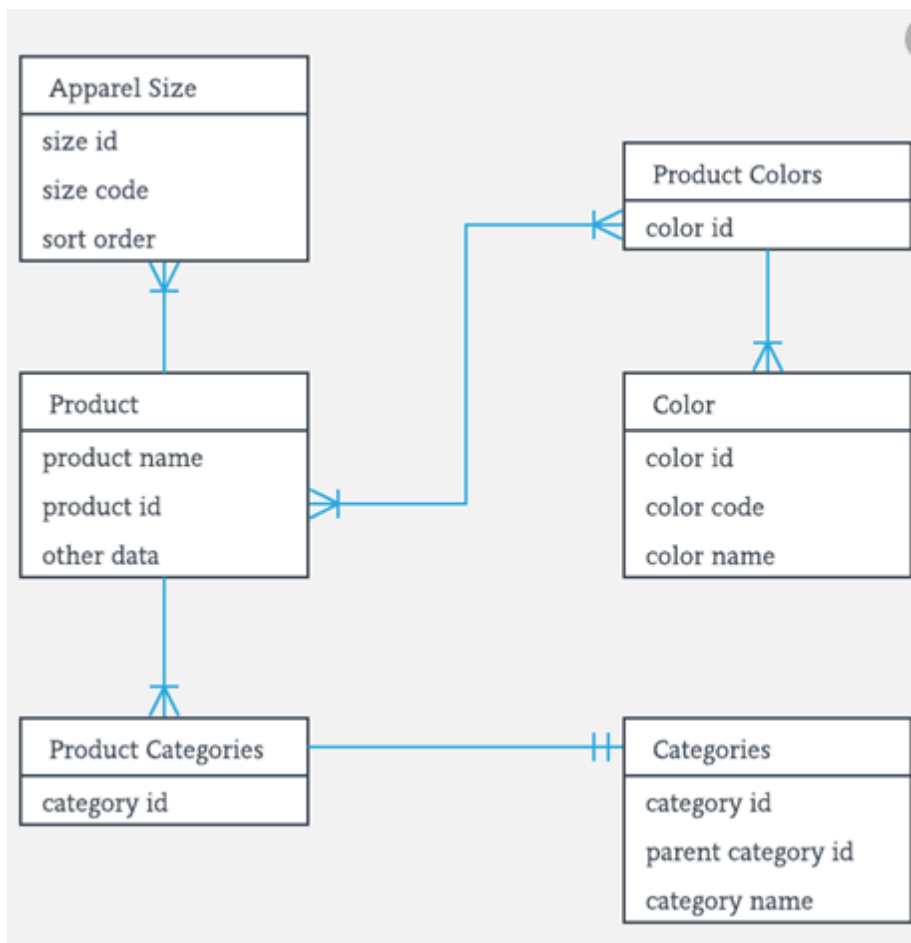 Apparel Size
size id
size code
sort order
Product Colors
color id
Product
product name
product id
other data
Color
color id
color code
color name
Product Categories
category id
Categories
category id
parent category id
category name